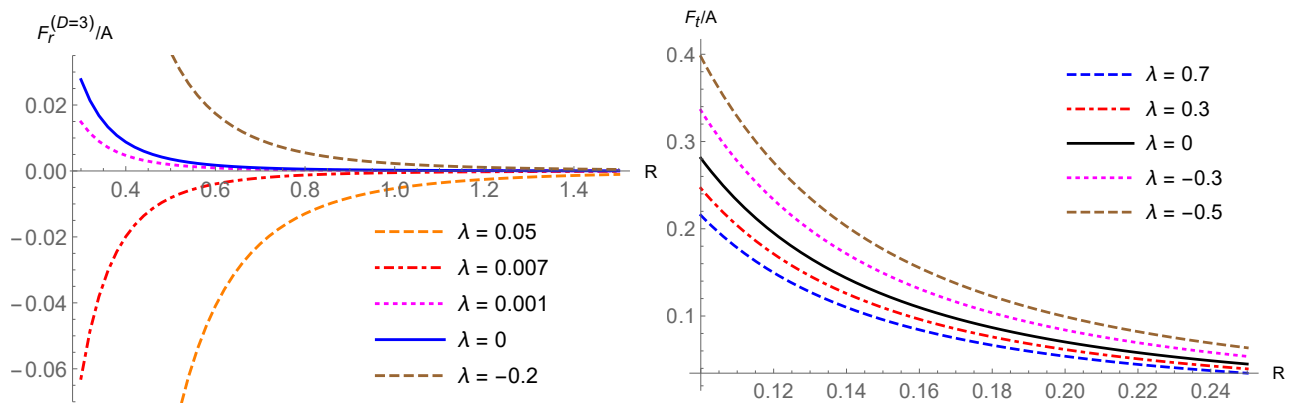 F_r^(D=3)/A
0.02
0.00
−0.02
−0.04
−0.06
0.4 0.6 0.8 1.0 1.2 1.4 R
λ = 0.05
λ = 0.007
λ = 0.001
λ = 0
λ = −0.2
F_t/A
0.4
0.3
0.2
0.1
0.12 0.14 0.16 0.18 0.20 0.22 0.24 R
λ = 0.7
λ = 0.3
λ = 0
λ = −0.3
λ = −0.5